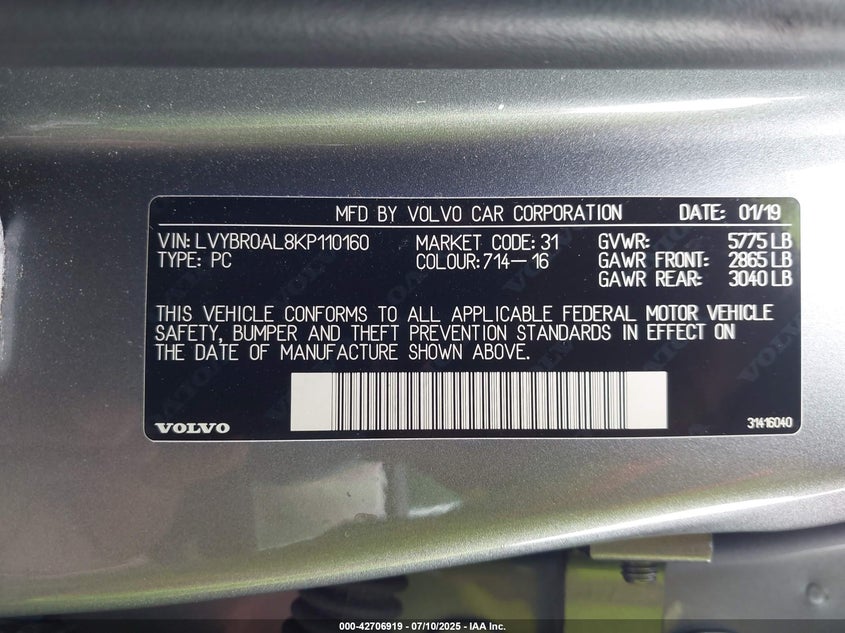 MFD BY VOLVO CAR CORPORATION DATE: 01/19
VIN:LVYBR0AL8KP110160 MARKET CODE:31 GVWR: 5775 LB
TYPE: PC COLOUR:714-16 GAWR FRONT: 2865 LB
GAWR REAR: 3040 LB
THIS VEHICLE CONFORMS TO ALL APPLICABLE FEDERAL MOTOR VEHICLE
SAFETY, BUMPER AND THEFT PREVENTION STANDARDS IN EFFECT ON
THE DATE OF MANUFACTURE SHOWN ABOVE.
VOLVO 31416040
000-42706919 - 07/10/2025 - IAA Inc.